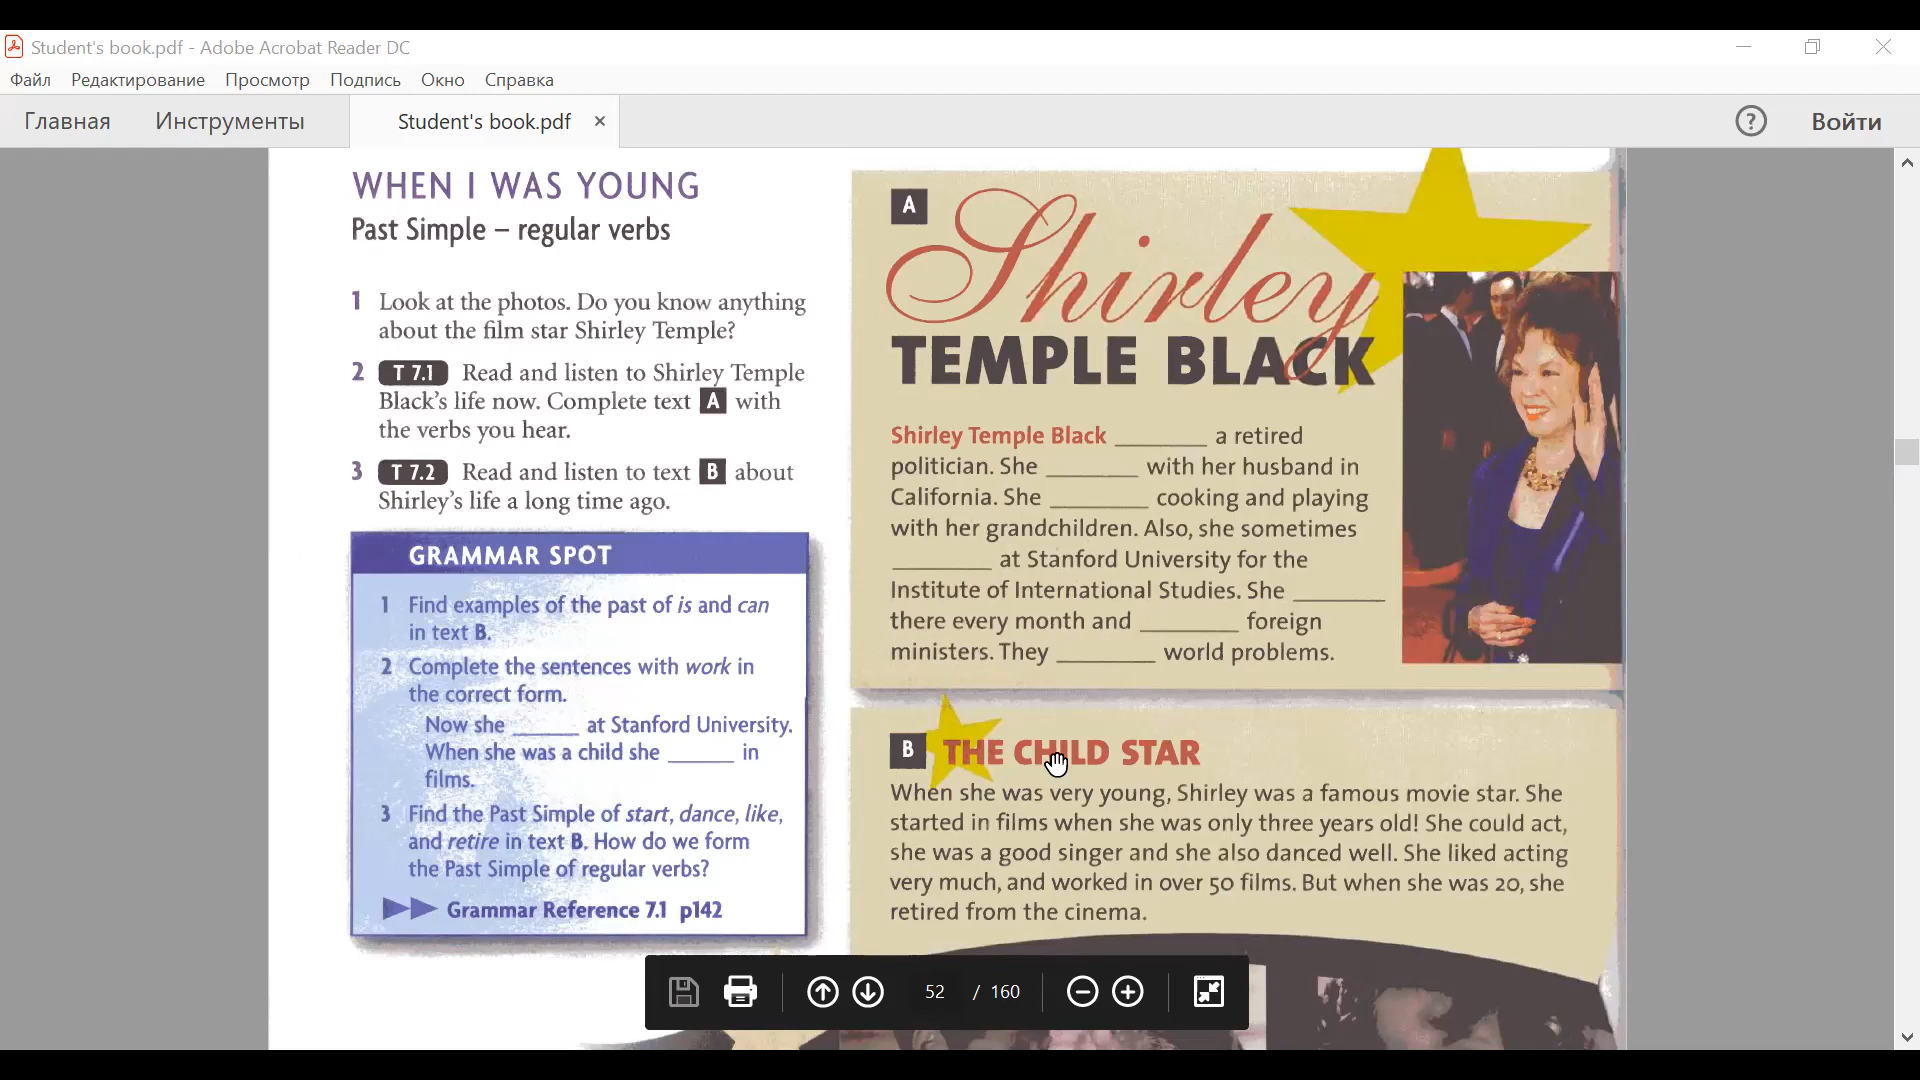 Student's book.pdf - Adobe Acrobat Reader DC
Файл Редактирование Просмотр Подпись Окно Справка
Главная Инструменты Student's book.pdf × ? Войти
WHEN I WAS YOUNG
Past Simple – regular verbs
1 Look at the photos. Do you know anything
about the film star Shirley Temple?
2 T 7.1 Read and listen to Shirley Temple
Black's life now. Complete text A with
the verbs you hear.
3 T 7.2 Read and listen to text B about
Shirley's life a long time ago.
GRAMMAR SPOT
1 Find examples of the past of is and can
in text B.
2 Complete the sentences with work in
the correct form.
Now she ______ at Stanford University.
When she was a child she ______ in
films.
3 Find the Past Simple of start, dance, like,
and retire in text B. How do we form
the Past Simple of regular verbs?
Grammar Reference 7.1 p142
A
Shirley
TEMPLE BLACK
Shirley Temple Black ________ a retired
politician. She ________ with her husband in
California. She ________ cooking and playing
with her grandchildren. Also, she sometimes
________ at Stanford University for the
Institute of International Studies. She ________
there every month and ________ foreign
ministers. They ________ world problems.
B THE CHILD STAR
When she was very young, Shirley was a famous movie star. She
started in films when she was only three years old! She could act,
she was a good singer and she also danced well. She liked acting
very much, and worked in over 50 films. But when she was 20, she
retired from the cinema.
52 / 160